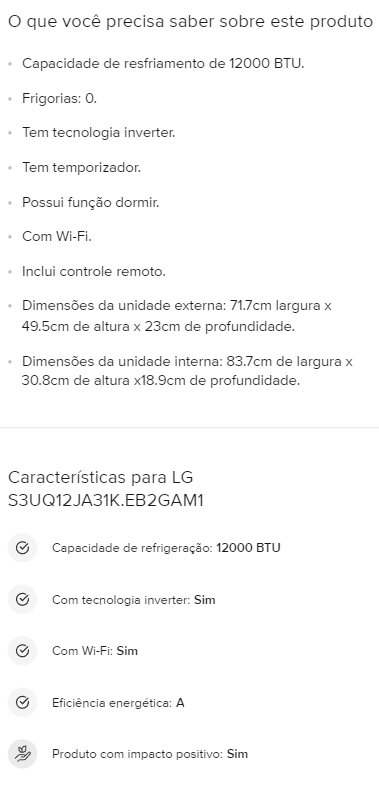 O que você precisa saber sobre este produto
Capacidade de resfriamento de 12000 BTU.
Frigorias: 0.
Tem tecnologia inverter.
Tem temporizador.
Possui função dormir.
Com Wi-Fi.
Inclui controle remoto.
Dimensões da unidade externa: 71.7cm largura x
49.5cm de altura x 23cm de profundidade.
Dimensões da unidade interna: 83.7cm de largura x
30.8cm de altura x18.9cm de profundidade.
Características para LG
S3UQ12JA31K.EB2GAM1
Capacidade de refrigeração: 12000 BTU
Com tecnologia inverter: Sim
Com Wi-Fi: Sim
Eficiência energética: A
Produto com impacto positivo: Sim